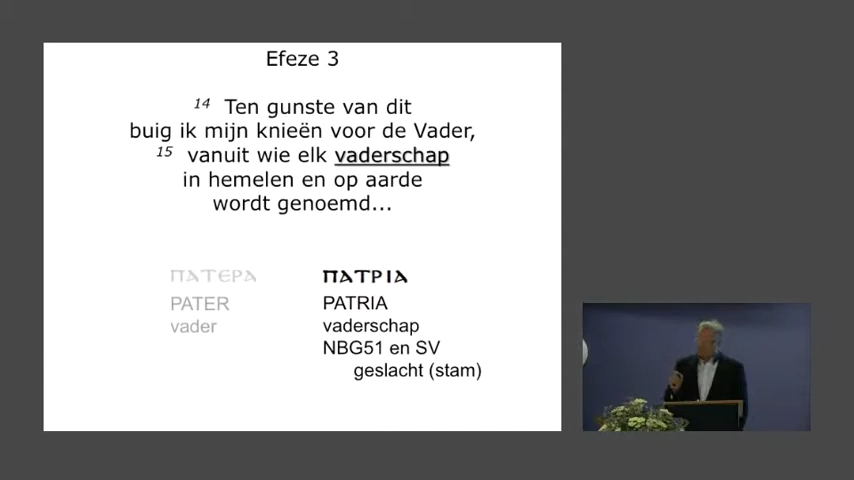 Efeze 3
14 Ten gunste van dit
buig ik mijn knieën voor de Vader,
15 vanuit wie elk vaderschap
in hemelen en op aarde
wordt genoemd...
ΠΑΤΕΡΑ
PATER
vader
ΠΑΤΡΙΑ
PATRIA
vaderschap
NBG51 en SV
geslacht (stam)